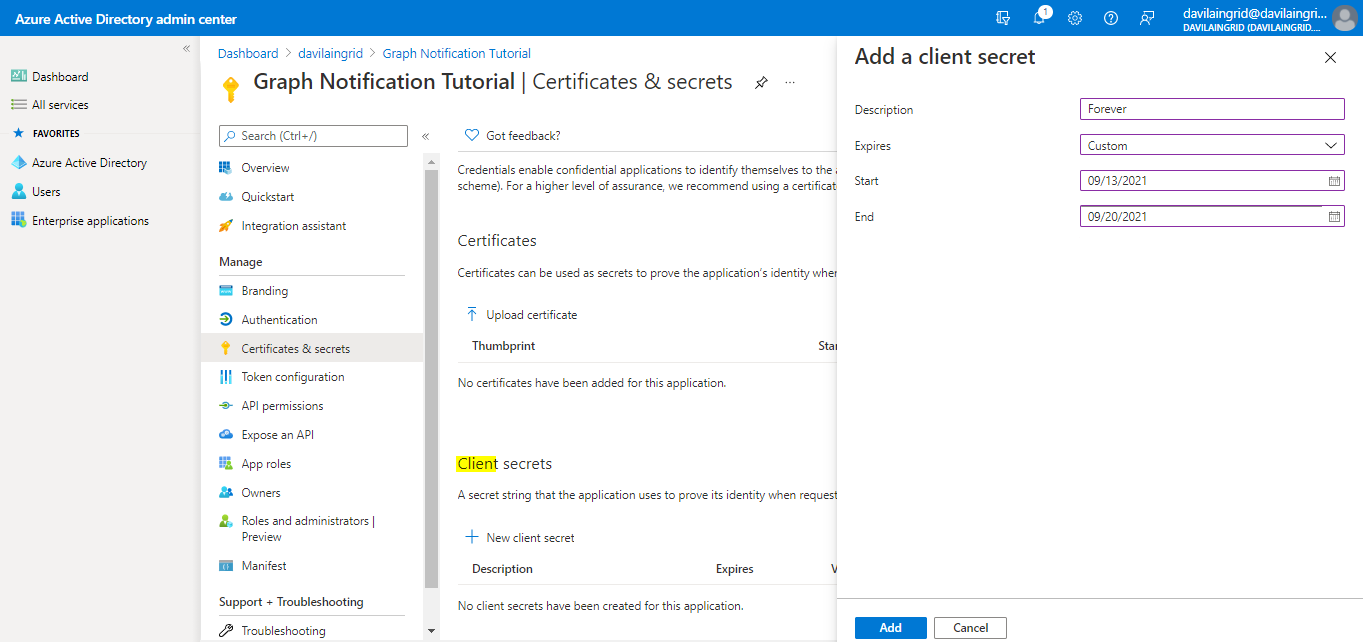 Azure Active Directory admin center
1
davilaingrid@davilaingri...
DAVILAINGRID (DAVILAINGRID....
Dashboard
All services
FAVORITES
Azure Active Directory
Users
Enterprise applications
Dashboard > davilaingrid > Graph Notification Tutorial
Graph Notification Tutorial | Certificates & secrets
Search (Ctrl+/)
Overview
Quickstart
Integration assistant
Manage
Branding
Authentication
Certificates & secrets
Token configuration
API permissions
Expose an API
App roles
Owners
Roles and administrators |
Preview
Manifest
Support + Troubleshooting
Troubleshooting
Got feedback?
Credentials enable confidential applications to identify themselves to the a
scheme). For a higher level of assurance, we recommend using a certificat
Certificates
Certificates can be used as secrets to prove the application's identity when
Upload certificate
Thumbprint Star
No certificates have been added for this application.
Client secrets
A secret string that the application uses to prove its identity when request
New client secret
Description Expires V
No client secrets have been created for this application.
Add a client secret
Description Forever
Expires Custom
Start 09/13/2021
End 09/20/2021
Add Cancel